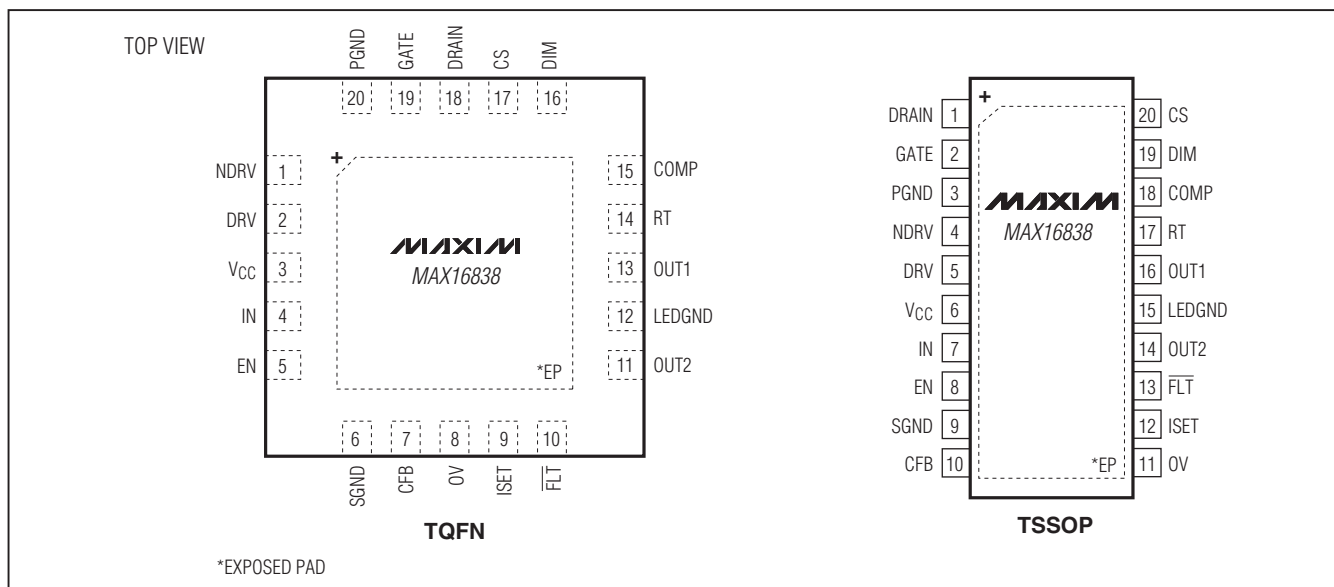 TOP VIEW
PGND GATE DRAIN CS DIM
20 19 18 17 16
+
NDRV 1
DRV 2
VCC 3
IN 4
EN 5
MAXIM
MAX16838
*EP
15 COMP
14 RT
13 OUT1
12 LEDGND
11 OUT2
6 7 8 9 10
SGND CFB OV ISET F̅L̅T̅
TQFN
*EXPOSED PAD
+
DRAIN 1
GATE 2
PGND 3
NDRV 4
DRV 5
VCC 6
IN 7
EN 8
SGND 9
CFB 10
MAXIM
MAX16838
*EP
20 CS
19 DIM
18 COMP
17 RT
16 OUT1
15 LEDGND
14 OUT2
13 F̅L̅T̅
12 ISET
11 OV
TSSOP